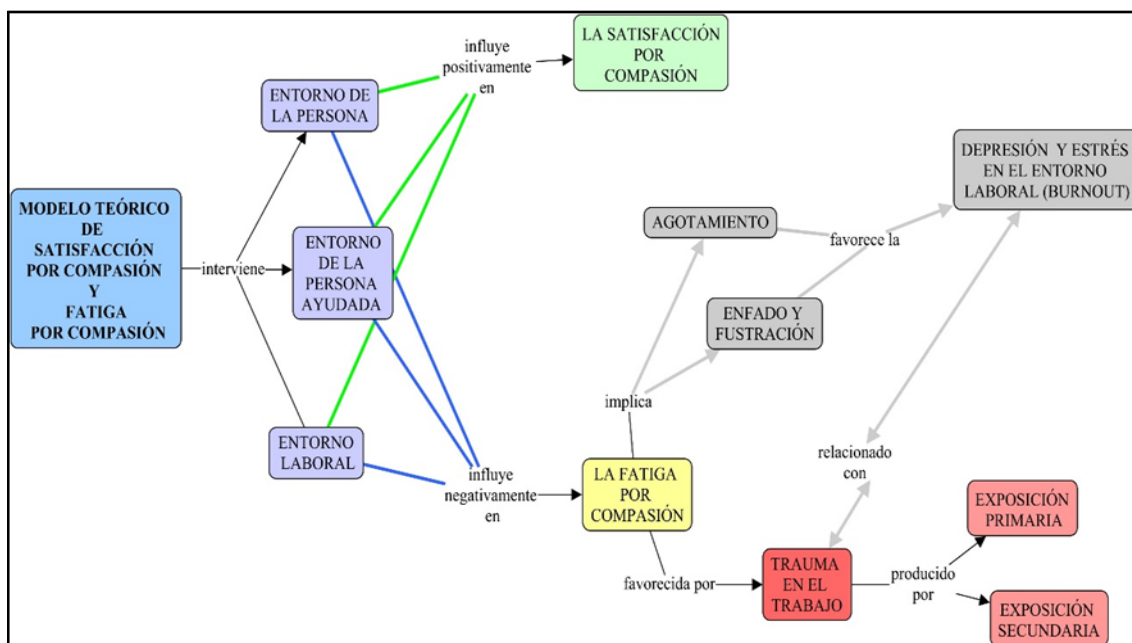 MODELO TEÓRICO
DE
SATISFACCIÓN
POR COMPASIÓN
Y
FATIGA
POR COMPASIÓN
interviene
ENTORNO DE
LA PERSONA
ENTORNO
DE LA
PERSONA
AYUDADA
ENTORNO
LABORAL
influye
positivamente
en
LA SATISFACCIÓN
POR
COMPASIÓN
influye
negativamente
en
LA FATIGA
POR
COMPASIÓN
implica
AGOTAMIENTO
ENFADO Y
FUSTRACIÓN
favorece la
DEPRESIÓN Y ESTRÉS
EN EL ENTORNO
LABORAL (BURNOUT)
relacionado
con
favorecida por
TRAUMA
EN EL
TRABAJO
producido
por
EXPOSICIÓN
PRIMARIA
EXPOSICIÓN
SECUNDARIA